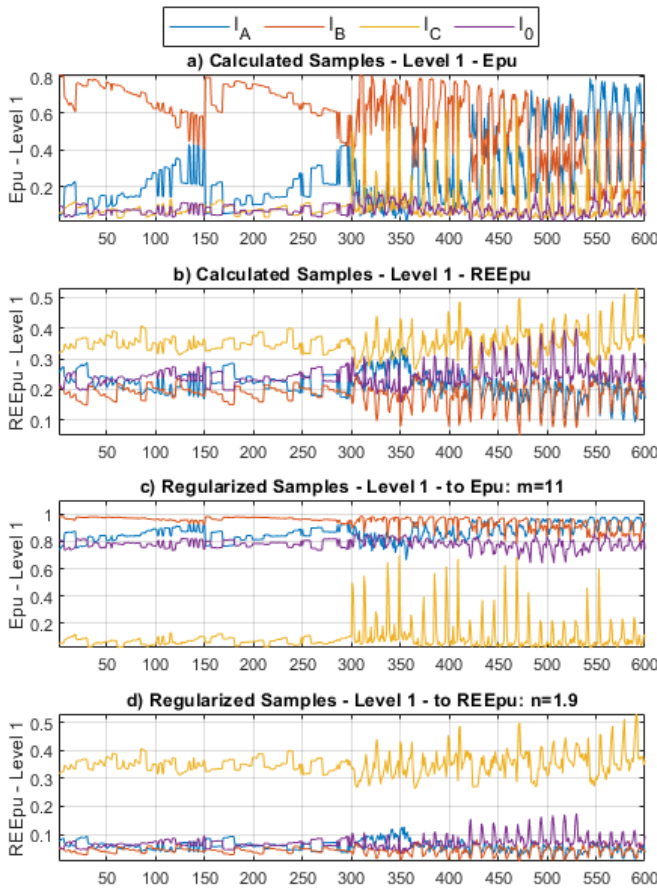 I_A I_B I_C I_0
a) Calculated Samples - Level 1 - Epu
Epu - Level 1
0.8
0.6
0.4
0.2
50 100 150 200 250 300 350 400 450 500 550 600
b) Calculated Samples - Level 1 - REEpu
REEpu - Level 1
0.5
0.4
0.3
0.2
0.1
50 100 150 200 250 300 350 400 450 500 550 600
c) Regularized Samples - Level 1 - to Epu: m=11
Epu - Level 1
1
0.8
0.6
0.4
0.2
50 100 150 200 250 300 350 400 450 500 550 600
d) Regularized Samples - Level 1 - to REEpu: n=1.9
REEpu - Level 1
0.5
0.4
0.3
0.2
0.1
50 100 150 200 250 300 350 400 450 500 550 600